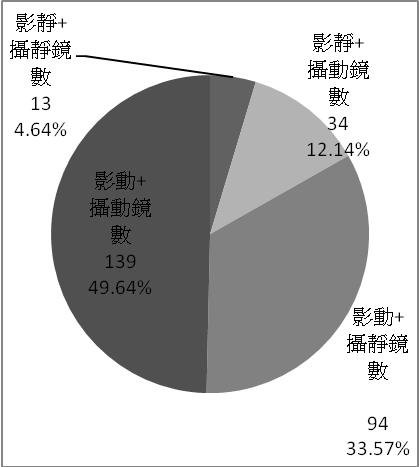 影靜+
攝靜鏡
數
13
4.64%
影靜+
攝動鏡
數
34
12.14%
影動+
攝動鏡
數
139
49.64%
影動+
攝靜鏡
數
94
33.57%